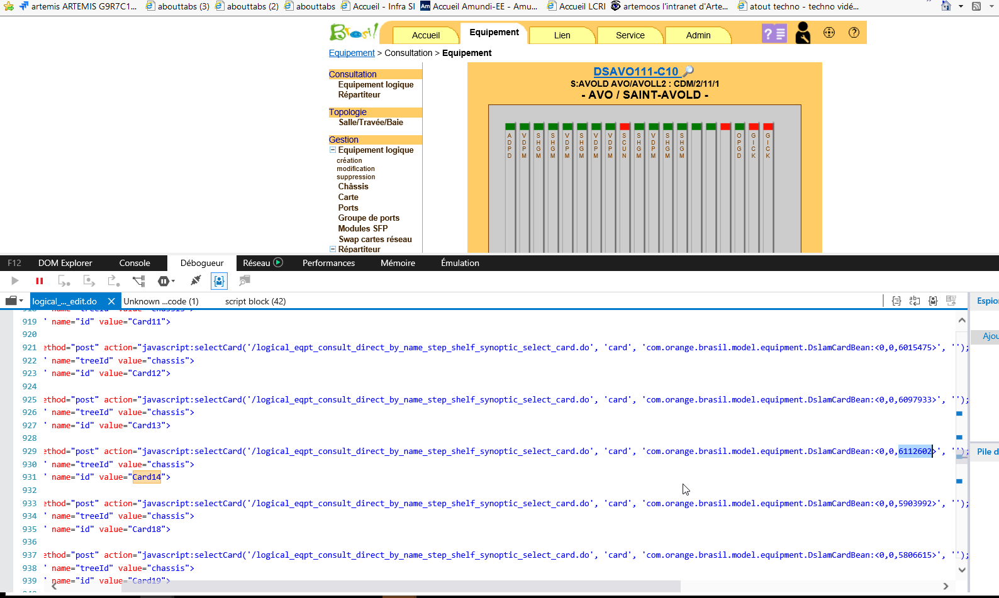 artemis ARTEMIS G9R7C1... abouttabs (3) abouttabs (2) abouttabs Accueil - Infra SI Am Accueil Amundi-EE - Amu... Accueil LCRI artemoos l'intranet d'Arte... atout techno - techno vidé...
Brasil! Accueil Equipement Lien Service Admin
Equipement > Consultation > Equipement
Consultation
Equipement logique
Répartiteur
Topologie
Salle/Travée/Baie
Gestion
Equipement logique
création
modification
suppression
Châssis
Carte
Ports
Groupe de ports
Modules SFP
Swap cartes réseau
Répartiteur
DSAVO111-C10
S:AVOLD AVO/AVOLL2 : CDM/2/11/1
- AVO / SAINT-AVOLD -
ADPD VDPM SHGM SHGM VDPM SHGM VDPM VDPM SCUN SHGM VDPM SHGM SHGM OPGD GICK GICK
F12 DOM Explorer Console Débogueur Réseau Performances Mémoire Émulation
logical_..._edit.do X Unknown ...code (1) script block (42)
Espio
Ajou
Pile d
918 ' name="treeId" value="chassis">
919 ' name="id" value="Card11">
920
921 ethod="post" action="javascript:selectCard('/logical_eqpt_consult_direct_by_name_step_shelf_synoptic_select_card.do', 'card', 'com.orange.brasil.model.equipment.DslamCardBean:<0,0,6015475>', '');
922 ' name="treeId" value="chassis">
923 ' name="id" value="Card12">
924
925 ethod="post" action="javascript:selectCard('/logical_eqpt_consult_direct_by_name_step_shelf_synoptic_select_card.do', 'card', 'com.orange.brasil.model.equipment.DslamCardBean:<0,0,6097933>', '');
926 ' name="treeId" value="chassis">
927 ' name="id" value="Card13">
928
929 ethod="post" action="javascript:selectCard('/logical_eqpt_consult_direct_by_name_step_shelf_synoptic_select_card.do', 'card', 'com.orange.brasil.model.equipment.DslamCardBean:<0,0,6112602>', '');
930 ' name="treeId" value="chassis">
931 ' name="id" value="Card14">
932
933 ethod="post" action="javascript:selectCard('/logical_eqpt_consult_direct_by_name_step_shelf_synoptic_select_card.do', 'card', 'com.orange.brasil.model.equipment.DslamCardBean:<0,0,5903992>', '');
934 ' name="treeId" value="chassis">
935 ' name="id" value="Card18">
936
937 ethod="post" action="javascript:selectCard('/logical_eqpt_consult_direct_by_name_step_shelf_synoptic_select_card.do', 'card', 'com.orange.brasil.model.equipment.DslamCardBean:<0,0,5806615>', '');
938 ' name="treeId" value="chassis">
939 ' name="id" value="Card19">